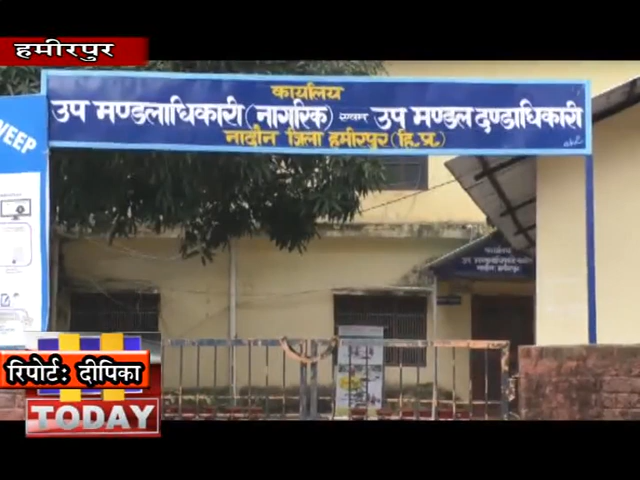 हमीरपुर
कार्यालय
उप मण्डलाधिकारी (नागरिक) एवम उप मण्डल दण्डाधिकारी
नादौन जिला हमीरपुर (हि.प्र.)
VEEP
रिपोर्ट: दीपिका
TODAY